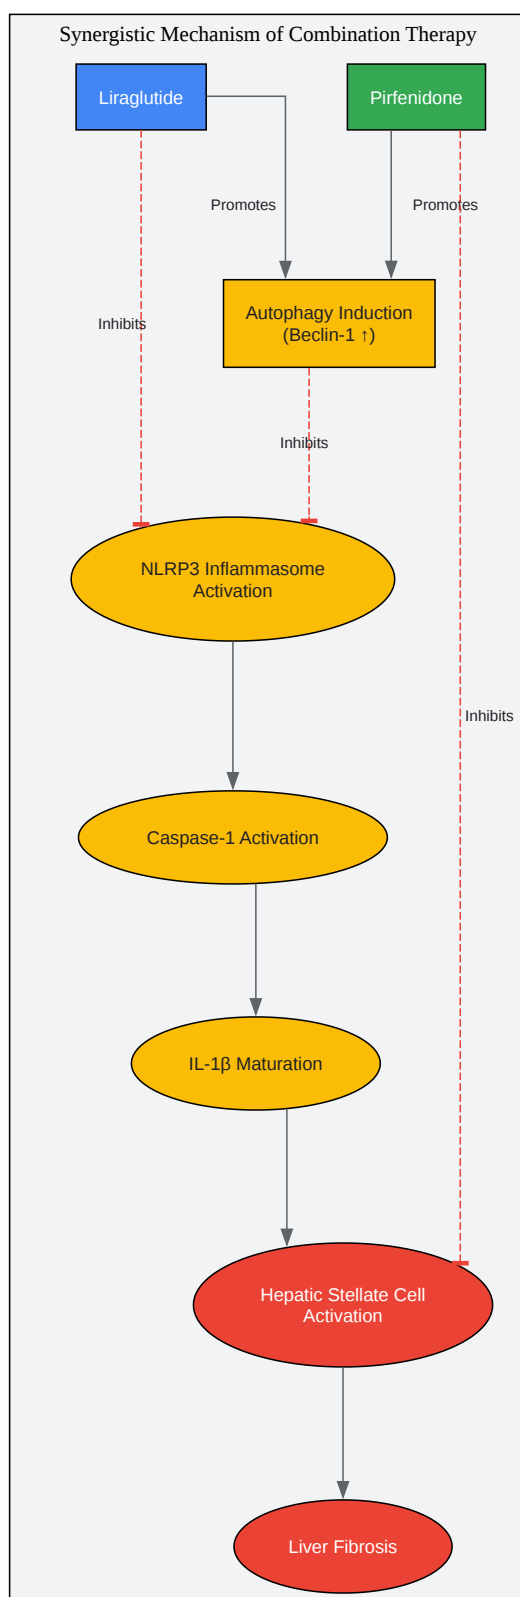 Synergistic Mechanism of Combination Therapy
Liraglutide
Pirfenidone
Promotes
Promotes
Autophagy Induction
(Beclin-1 ↑)
Inhibits
Inhibits
NLRP3 Inflammasome
Activation
Inhibits
Caspase-1 Activation
IL-1β Maturation
Hepatic Stellate Cell
Activation
Liver Fibrosis